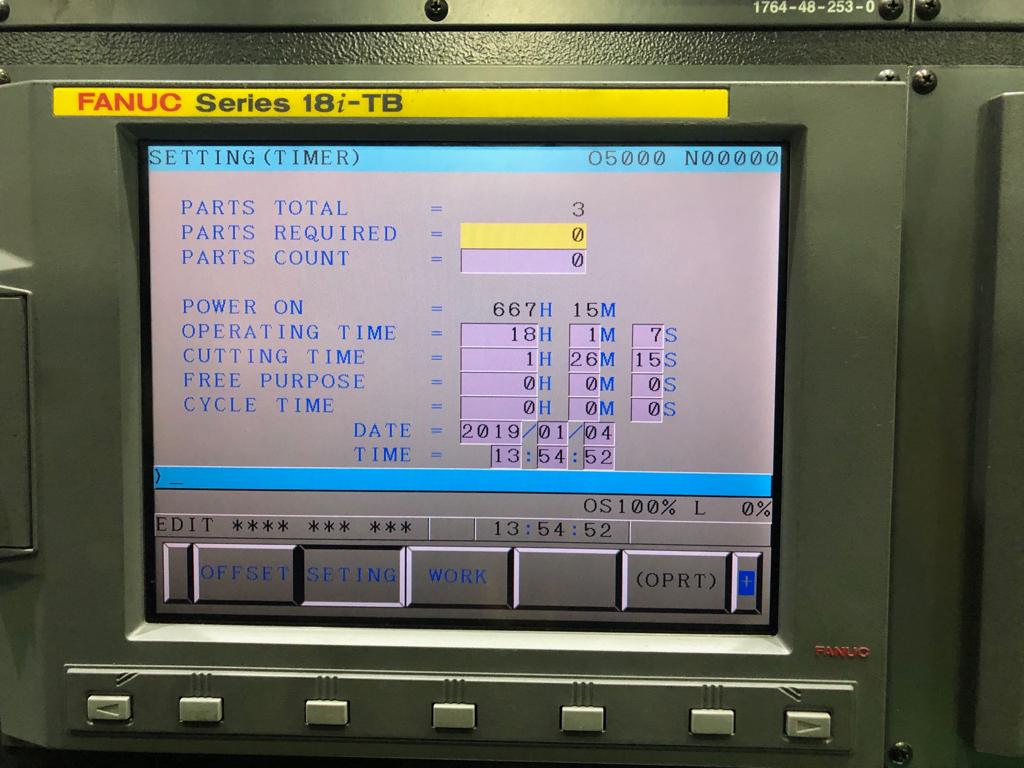 1764-48-253-0
FANUC Series 18i-TB
SETTING(TIMER) O5000 N00000
PARTS TOTAL = 3
PARTS REQUIRED = 0
PARTS COUNT = 0
POWER ON = 667H 15M
OPERATING TIME = 18H 1M 7S
CUTTING TIME = 1H 26M 15S
FREE PURPOSE = 0H 0M 0S
CYCLE TIME = 0H 0M 0S
DATE = 2019/01/04
TIME = 13:54:52
>_
OS100% L 0%
EDIT **** *** *** 13:54:52
OFFSET SETING WORK (OPRT) +
FANUC